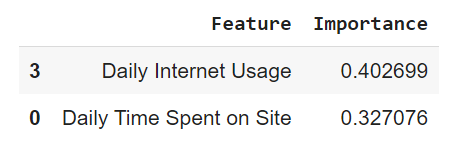 Feature Importance
3 Daily Internet Usage 0.402699
0 Daily Time Spent on Site 0.327076